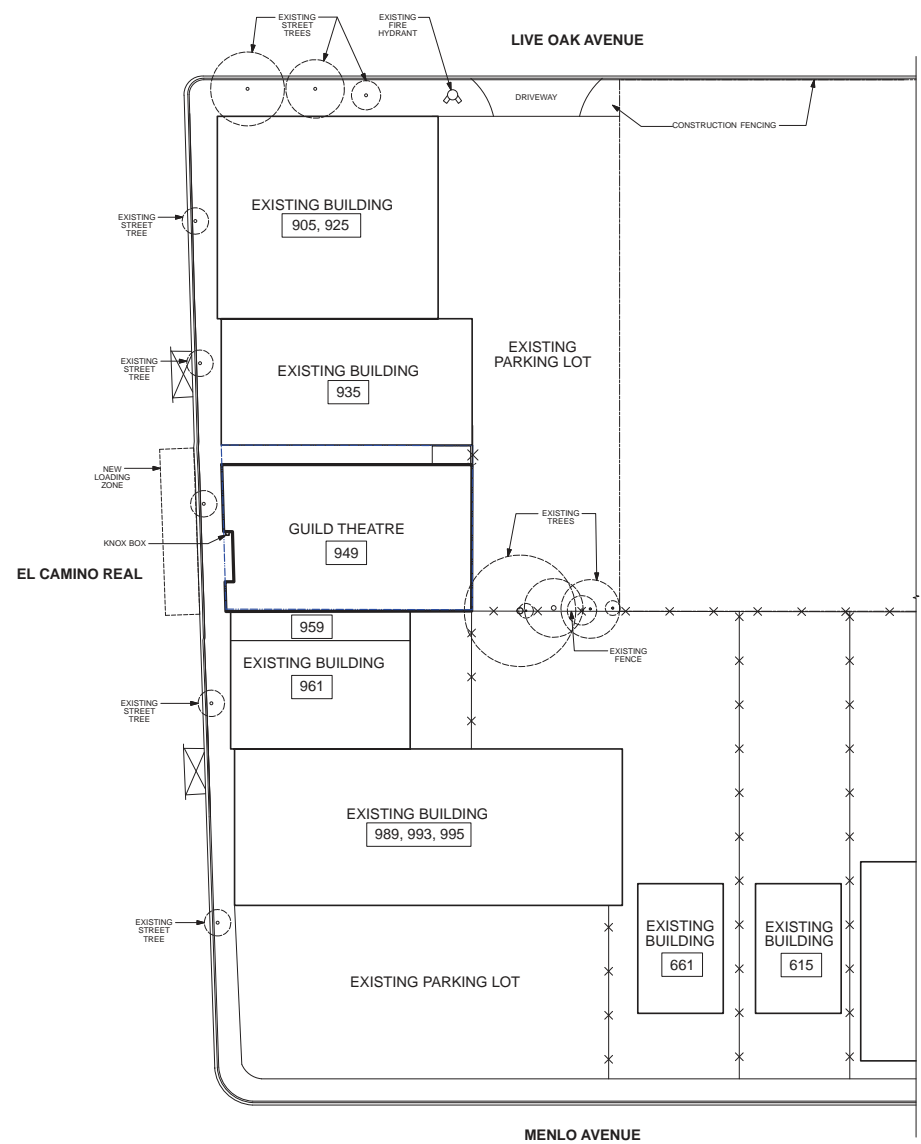 EXISTING
STREET
TREES
EXISTING
FIRE
HYDRANT
LIVE OAK AVENUE
DRIVEWAY
CONSTRUCTION FENCING
EXISTING BUILDING
905, 925
EXISTING
STREET
TREE
EXISTING
PARKING LOT
EXISTING
STREET
TREE
EXISTING BUILDING
935
NEW
LOADING
ZONE
KNOX BOX
GUILD THEATRE
949
EXISTING
TREES
EL CAMINO REAL
959
EXISTING BUILDING
961
EXISTING
FENCE
EXISTING
STREET
TREE
EXISTING BUILDING
989, 993, 995
EXISTING
STREET
TREE
EXISTING
BUILDING
661
EXISTING
BUILDING
615
EXISTING PARKING LOT
MENLO AVENUE